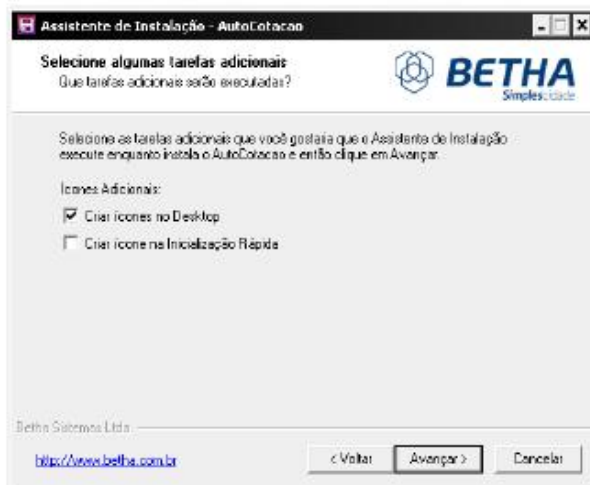 Assistente de Instalação - AutoCotacao
Selecione algumas tarefas adicionais
Que tarefas adicionais serão executadas?
BETHA
Simplescidade
Selecione as tarefas adicionais que você gostaria que o Assistente de Instalação
execute enquanto instala o AutoCotacao e então clique em Avançar.
Ícones Adicionais:
Criar ícones no Desktop
Criar ícone na Inicialização Rápida
Betha Sistemas Ltda.
http://www.betha.com.br
< Voltar
Avançar >
Cancelar